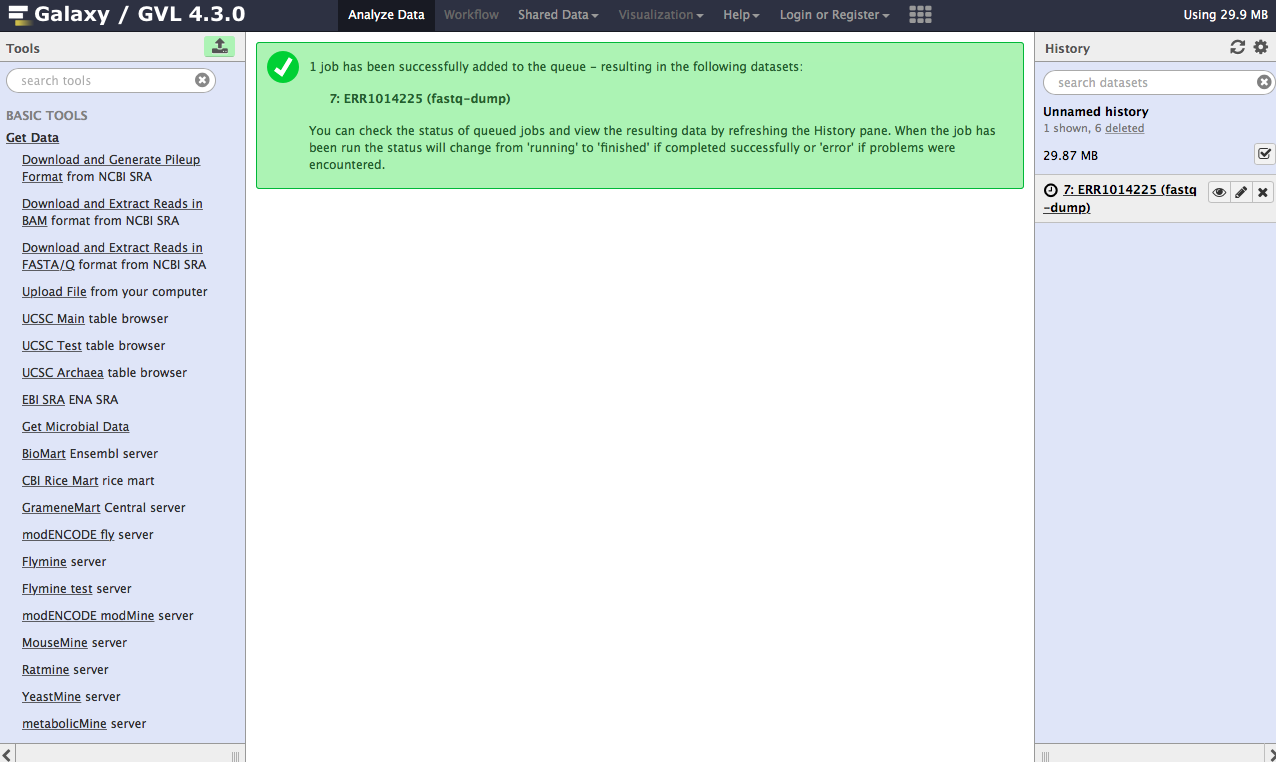 Galaxy / GVL 4.3.0
Analyze Data
Workflow
Shared Data
Visualization
Help
Login or Register
Using 29.9 MB
Tools
search tools
BASIC TOOLS
Get Data
Download and Generate Pileup
Format from NCBI SRA
Download and Extract Reads in
BAM format from NCBI SRA
Download and Extract Reads in
FASTA/Q format from NCBI SRA
Upload File from your computer
UCSC Main table browser
UCSC Test table browser
UCSC Archaea table browser
EBI SRA ENA SRA
Get Microbial Data
BioMart Ensembl server
CBI Rice Mart rice mart
GrameneMart Central server
modENCODE fly server
Flymine server
Flymine test server
modENCODE modMine server
MouseMine server
Ratmine server
YeastMine server
metabolicMine server
1 job has been successfully added to the queue – resulting in the following datasets:
7: ERR1014225 (fastq-dump)
You can check the status of queued jobs and view the resulting data by refreshing the History pane. When the job has
been run the status will change from 'running' to 'finished' if completed successfully or 'error' if problems were
encountered.
History
search datasets
Unnamed history
1 shown, 6 deleted
29.87 MB
7: ERR1014225 (fastq
-dump)